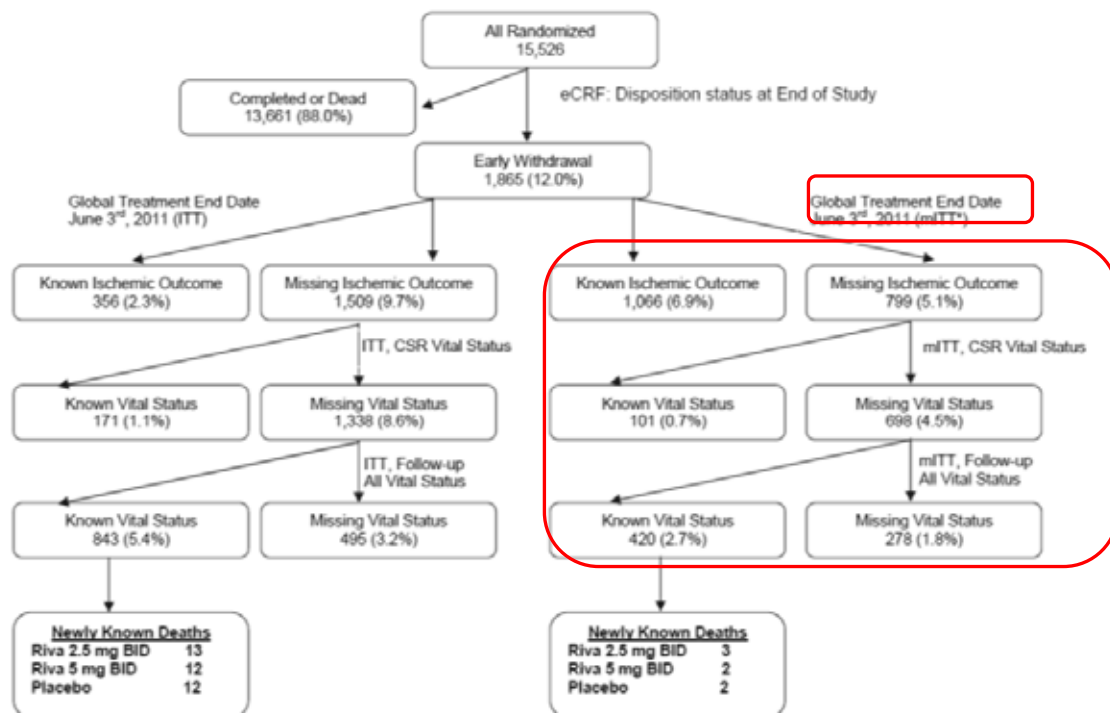 All Randomized
15,526
eCRF: Disposition status at End of Study
Completed or Dead
13,661 (88.0%)
Early Withdrawal
1,865 (12.0%)
Global Treatment End Date
June 3rd, 2011 (ITT)
Global Treatment End Date
June 3rd, 2011 (mITT*)
Known Ischemic Outcome
356 (2.3%)
Missing Ischemic Outcome
1,509 (9.7%)
Known Ischemic Outcome
1,066 (6.9%)
Missing Ischemic Outcome
799 (5.1%)
ITT, CSR Vital Status
mITT, CSR Vital Status
Known Vital Status
171 (1.1%)
Missing Vital Status
1,338 (8.6%)
Known Vital Status
101 (0.7%)
Missing Vital Status
698 (4.5%)
ITT, Follow-up
All Vital Status
mITT, Follow-up
All Vital Status
Known Vital Status
843 (5.4%)
Missing Vital Status
495 (3.2%)
Known Vital Status
420 (2.7%)
Missing Vital Status
278 (1.8%)
Newly Known Deaths
Riva 2.5 mg BID 13
Riva 5 mg BID 12
Placebo 12
Newly Known Deaths
Riva 2.5 mg BID 3
Riva 5 mg BID 2
Placebo 2